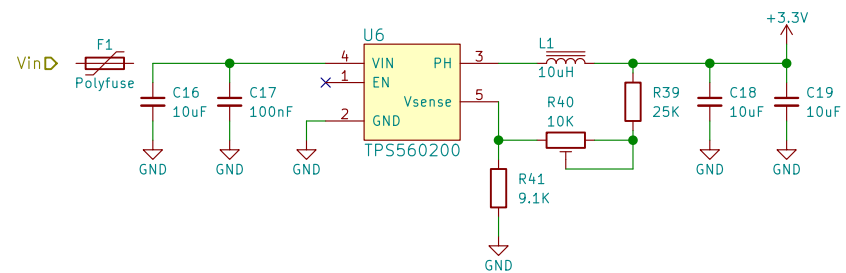 +3.3V
F1
Vin
Polyfuse
U6
4
VIN
PH
3
1
EN
Vsense
5
2
GND
TPS560200
L1
10uH
C16
10uF
C17
100nF
R40
10K
R39
25K
C18
10uF
C19
10uF
GND
GND
GND
GND
GND
R41
9.1K
GND